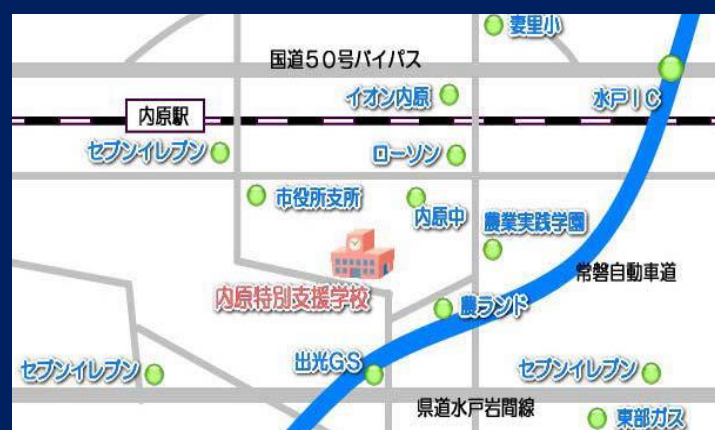 妻里小
国道50号バイパス
イオン内原
水戸IC
内原駅
セブンイレブン
ローソン
市役所支所
内原中
農業実践学園
常磐自動車道
内原特別支援学校
農ランド
出光GS
セブンイレブン
セブンイレブン
県道水戸岩間線
東部ガス